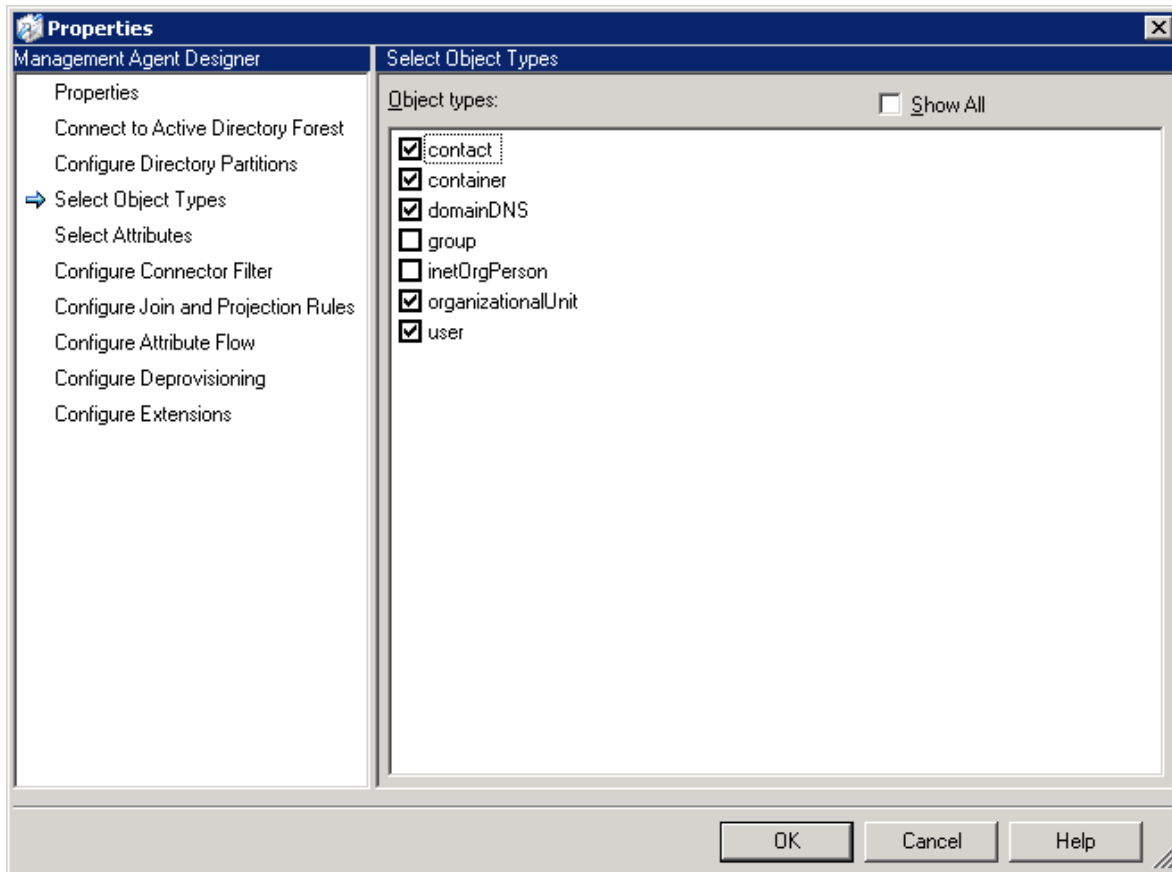 Properties
Management Agent Designer
Properties
Connect to Active Directory Forest
Configure Directory Partitions
Select Object Types
Select Attributes
Configure Connector Filter
Configure Join and Projection Rules
Configure Attribute Flow
Configure Deprovisioning
Configure Extensions
Select Object Types
Object types:
Show All
contact
container
domainDNS
group
inetOrgPerson
organizationalUnit
user
OK
Cancel
Help